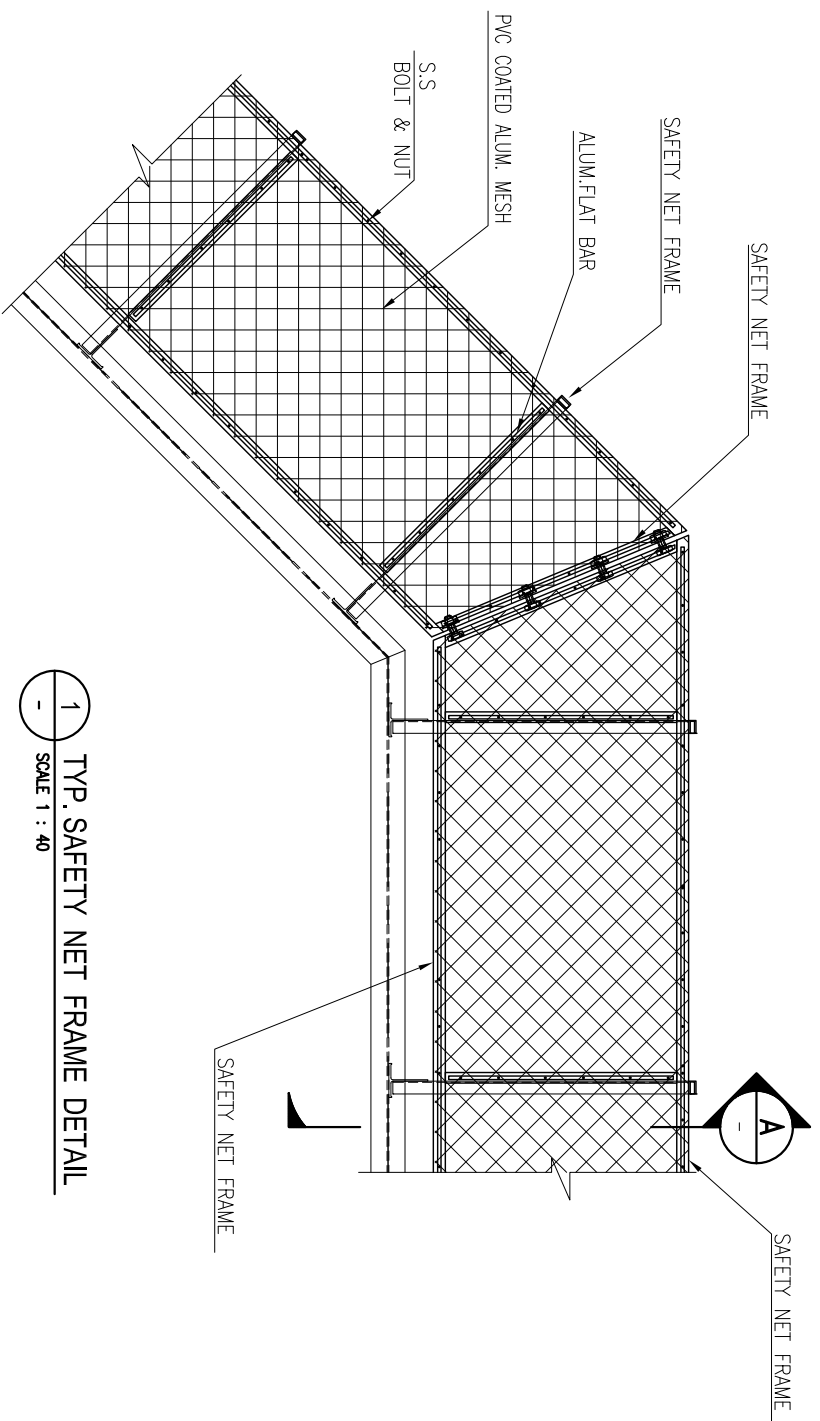 PVC COATED ALUM. MESH
S.S
BOLT & NUT
ALUM.FLAT BAR
SAFETY NET FRAME
SAFETY NET FRAME
A
-
SAFETY NET FRAME
SAFETY NET FRAME
1
-
TYP. SAFETY NET FRAME DETAIL
SCALE 1 : 40